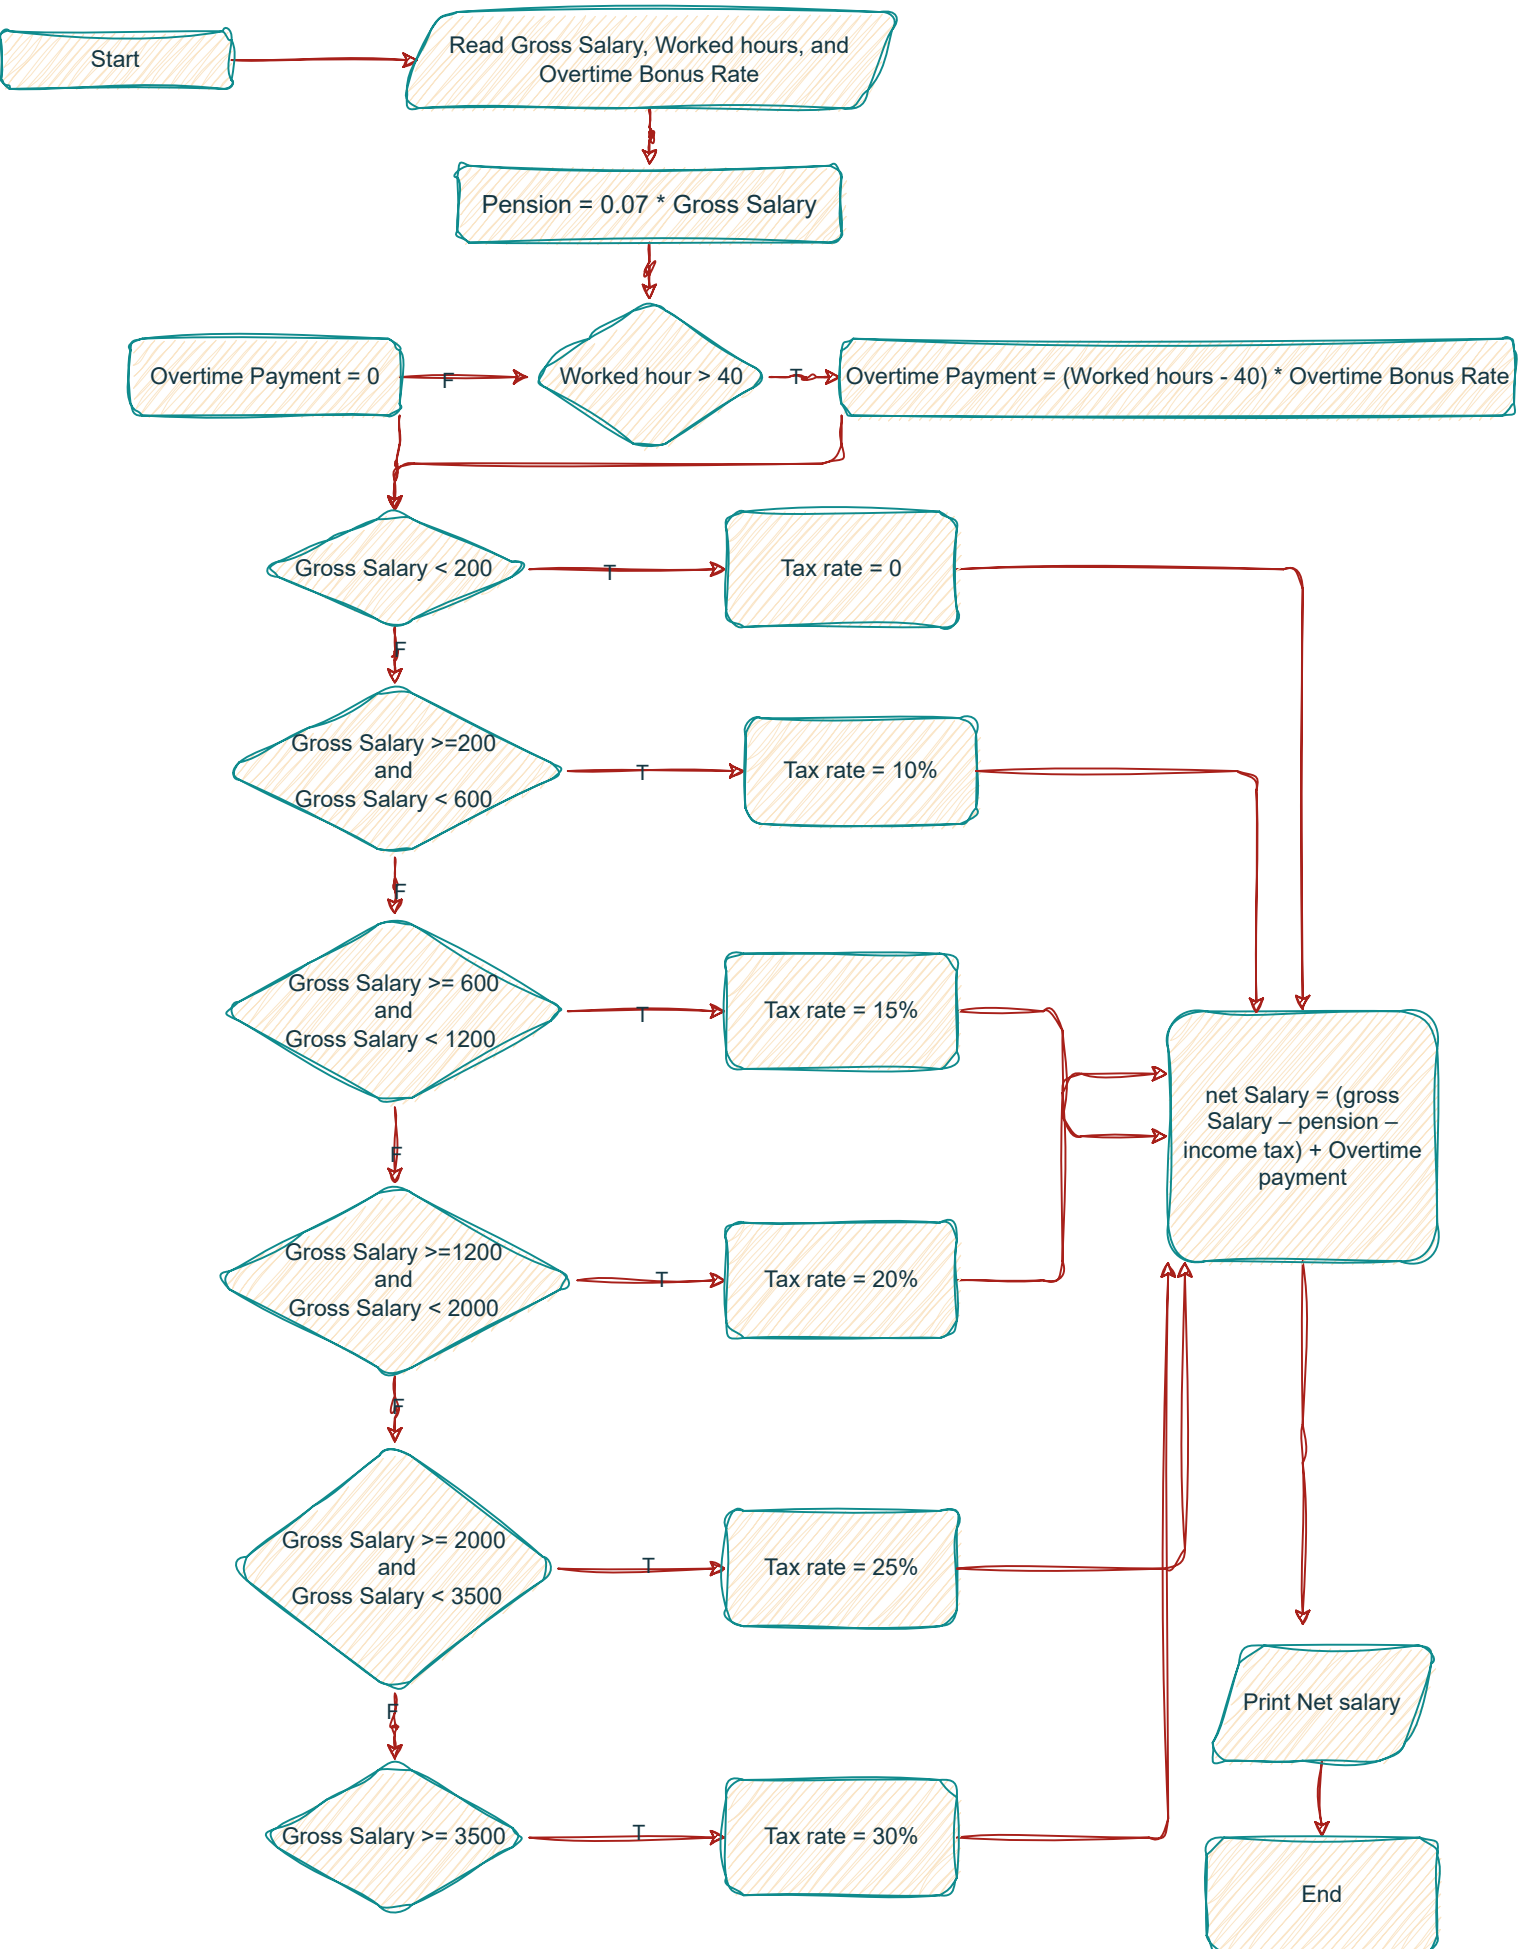 Start
Read Gross Salary, Worked hours, and
Overtime Bonus Rate
Pension = 0.07 * Gross Salary
Overtime Payment = 0
F
Worked hour > 40
T
Overtime Payment = (Worked hours - 40) * Overtime Bonus Rate
Gross Salary < 200
T
Tax rate = 0
F
Gross Salary >=200
and
Gross Salary < 600
T
Tax rate = 10%
F
Gross Salary >= 600
and
Gross Salary < 1200
T
Tax rate = 15%
net Salary = (gross
Salary – pension –
income tax) + Overtime
payment
F
Gross Salary >=1200
and
Gross Salary < 2000
T
Tax rate = 20%
F
Gross Salary >= 2000
and
Gross Salary < 3500
T
Tax rate = 25%
F
Print Net salary
Gross Salary >= 3500
T
Tax rate = 30%
End